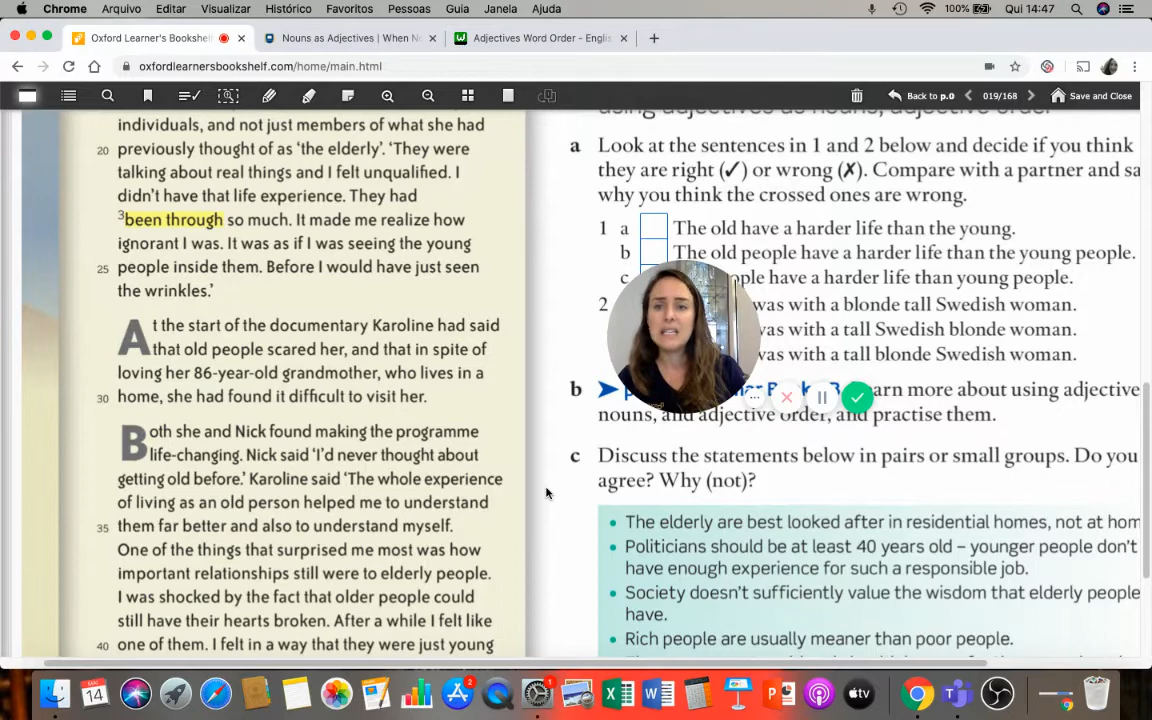 Chrome Arquivo Editar Visualizar Histórico Favoritos Pessoas Guia Janela Ajuda 100% Qui 14:47
Oxford Learner's Bookshelf Nouns as Adjectives | When N Adjectives Word Order - Englis
oxfordlearnersbookshelf.com/home/main.html
Back to p.0 019/168 Save and Close
individuals, and not just members of what she had
20 previously thought of as 'the elderly'. 'They were
talking about real things and I felt unqualified. I
didn't have that life experience. They had
3been through so much. It made me realize how
ignorant I was. It was as if I was seeing the young
25 people inside them. Before I would have just seen
the wrinkles.'
At the start of the documentary Karoline had said
that old people scared her, and that in spite of
loving her 86-year-old grandmother, who lives in a
30 home, she had found it difficult to visit her.
Both she and Nick found making the programme
life-changing. Nick said 'I'd never thought about
getting old before.' Karoline said 'The whole experience
of living as an old person helped me to understand
35 them far better and also to understand myself.
One of the things that surprised me most was how
important relationships still were to elderly people.
I was shocked by the fact that older people could
still have their hearts broken. After a while I felt like
40 one of them. I felt in a way that they were just young
using adjectives as nouns, adjective order
a Look at the sentences in 1 and 2 below and decide if you think
they are right (✓) or wrong (✗). Compare with a partner and sa
why you think the crossed ones are wrong.
1 a The old have a harder life than the young.
b The old people have a harder life than the young people.
c ple have a harder life than young people.
2 was with a blonde tall Swedish woman.
was with a tall Swedish blonde woman.
was with a tall blonde Swedish woman.
b earn more about using adjective
nouns, and adjective order, and practise them.
c Discuss the statements below in pairs or small groups. Do you
agree? Why (not)?
• The elderly are best looked after in residential homes, not at hom
• Politicians should be at least 40 years old – younger people don't
have enough experience for such a responsible job.
• Society doesn't sufficiently value the wisdom that elderly people
have.
• Rich people are usually meaner than poor people.
14 2 1 tv